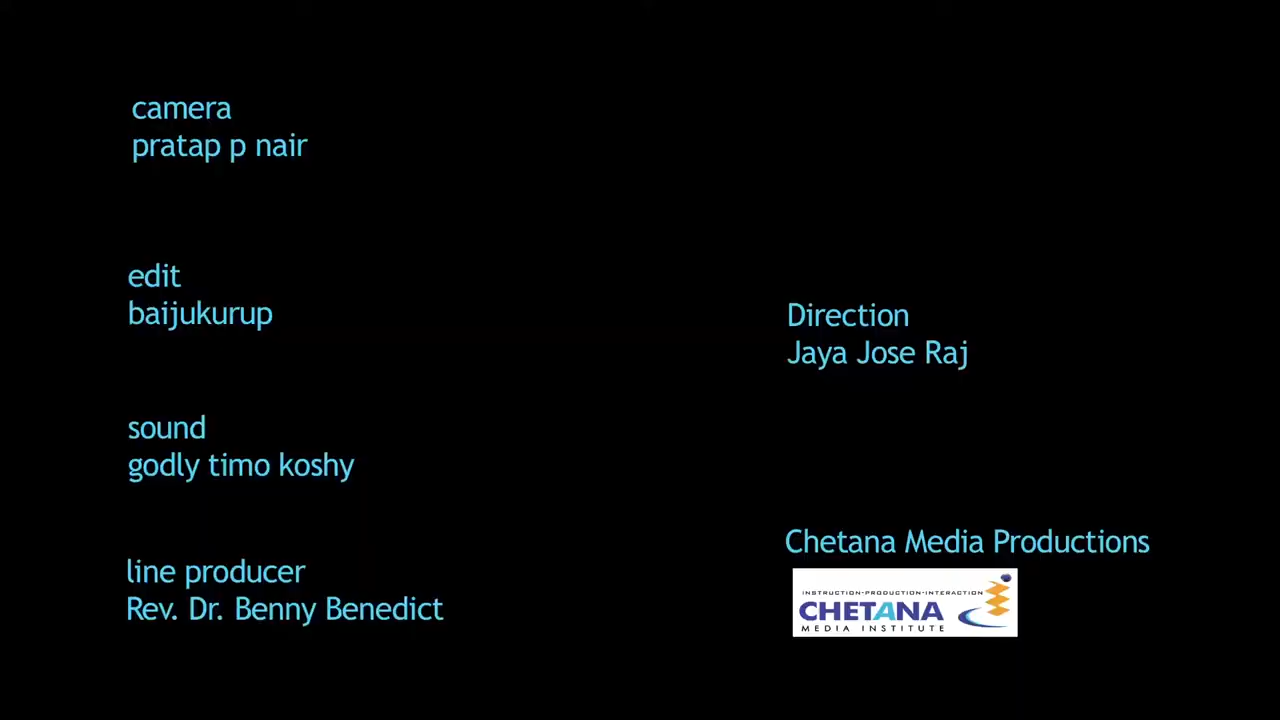 camera
pratap p nair
edit
baijukurup
sound
godly timo koshy
line producer
Rev. Dr. Benny Benedict
Direction
Jaya Jose Raj
Chetana Media Productions
INSTRUCTION-PRODUCTION-INTERACTION
CHETANA
MEDIA INSTITUTE